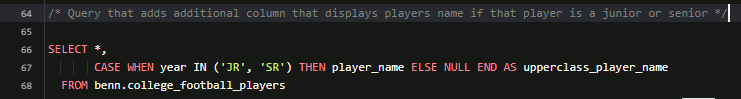 64 /* Query that adds additional column that displays players name if that player is a junior or senior */
65
66 SELECT *,
67 CASE WHEN year IN ('JR', 'SR') THEN player_name ELSE NULL END AS upperclass_player_name
68 FROM benn.college_football_players